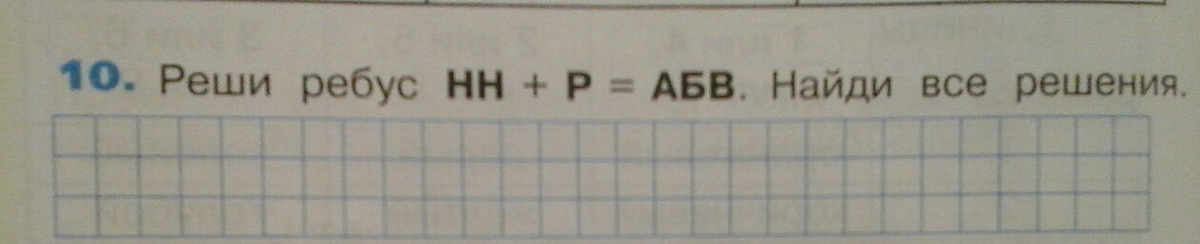 10. Реши ребус НН + Р = АБВ. Найди все решения.